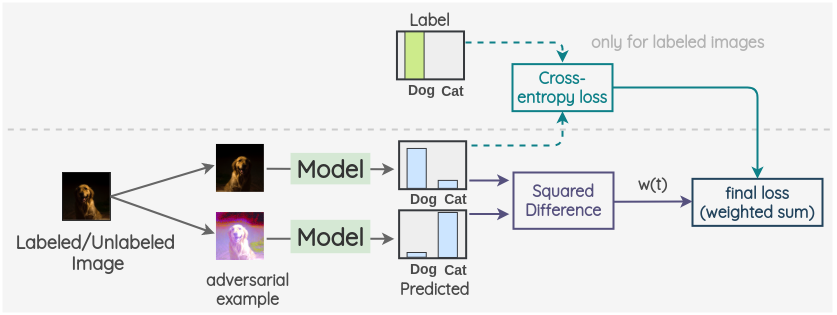 Label
only for labeled images
Dog Cat
Cross-
entropy loss
Model
Dog Cat
Squared
Difference
w(t)
final loss
(weighted sum)
Labeled/Unlabeled
Image
Model
adversarial
example
Dog Cat
Predicted